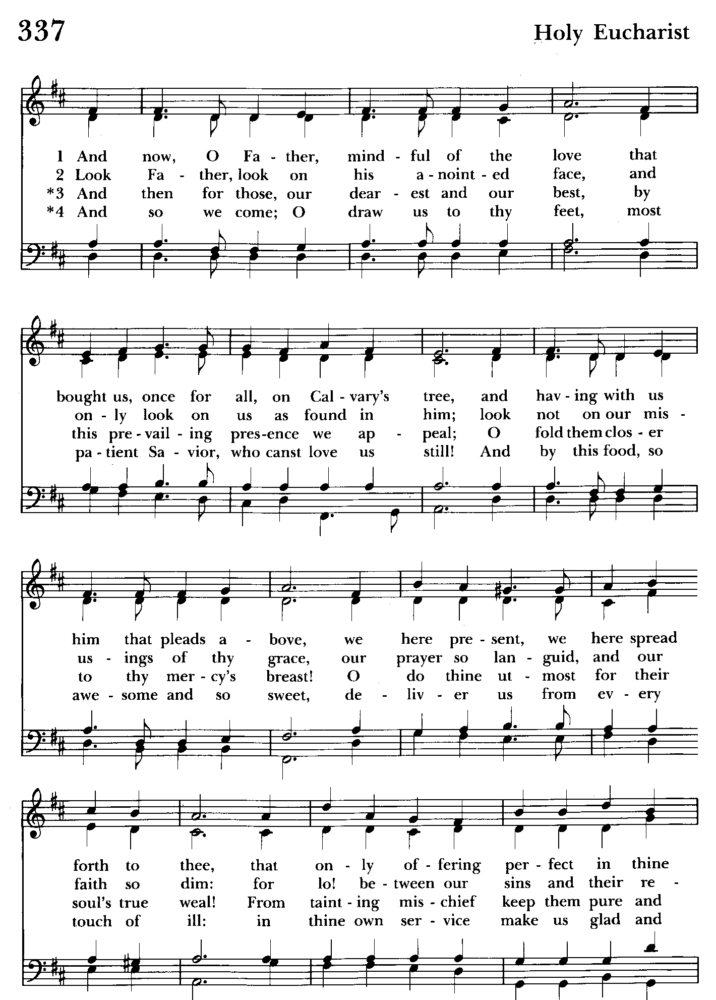 337
Holy Eucharist
1 And now, O Fa - ther, mind - ful of the love that
2 Look Fa - ther, look on his a - noint - ed face, and
*3 And then for those, our dear - est and our best, by
*4 And so we come; O draw us to thy feet, most
bought us, once for all, on Cal - vary's tree, and hav - ing with us
on - ly look on us as found in him; look not on our mis -
this pre - vail - ing pres-ence we ap - peal; O fold them clos - er
pa - tient Sa - vior, who canst love us still! And by this food, so
him that pleads a - bove, we here pre - sent, we here spread
us - ings of thy grace, our prayer so lan - guid, and our
to thy mer - cy's breast! O do thine ut - most for their
awe - some and so sweet, de - liv - er us from ev - ery
forth to thee, that on - ly of - fering per - fect in thine
faith so dim: for lo! be - tween our sins and their re -
soul's true weal! From taint - ing mis - chief keep them pure and
touch of ill: in thine own ser - vice make us glad and